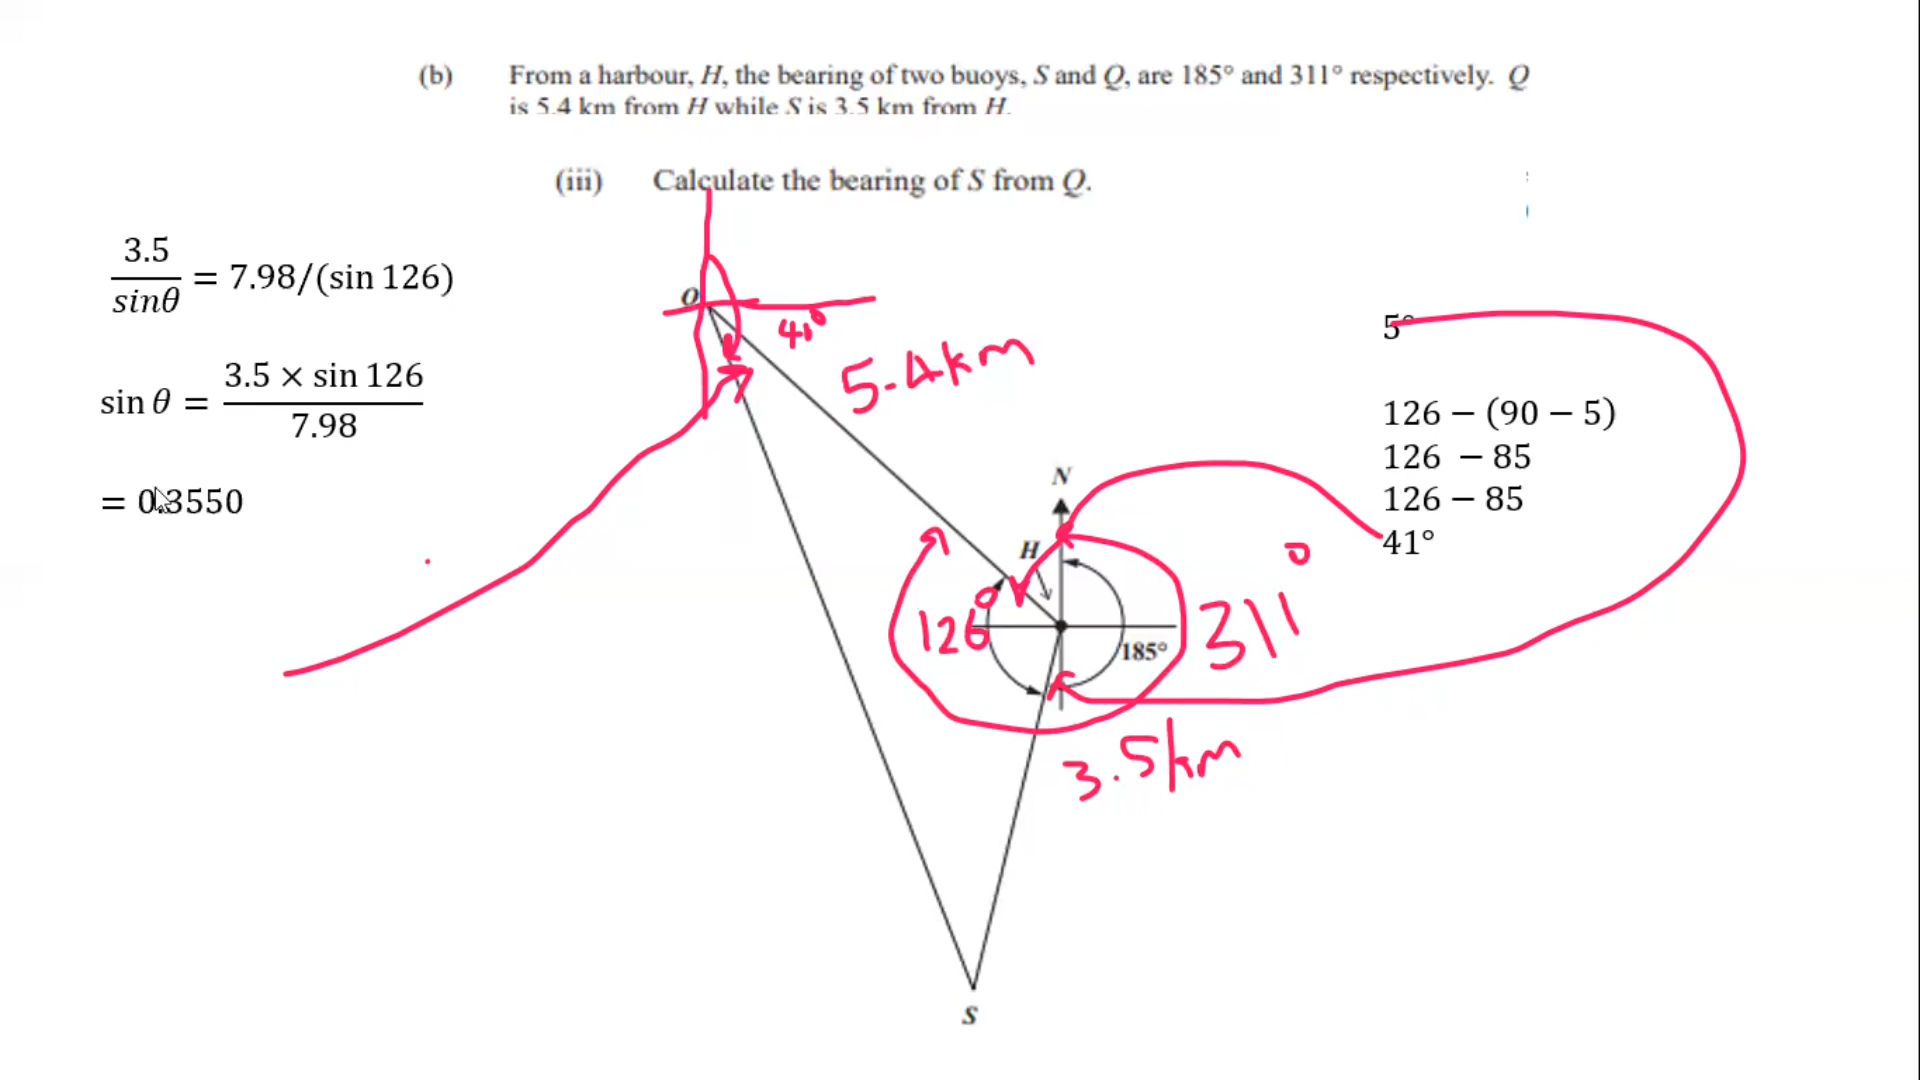 (b) From a harbour, H, the bearing of two buoys, S and Q, are 185° and 311° respectively. Q
is 5.4 km from H while S is 3.5 km from H.
(iii) Calculate the bearing of S from Q.
3.5
sinθ
= 7.98/(sin 126)
sin θ =
3.5 × sin 126
7.98
= 0.3550
Q
41°
5.4km
5°
126 − (90 − 5)
126 − 85
126 − 85
41°
N
H
126°
185°
311°
3.5km
S